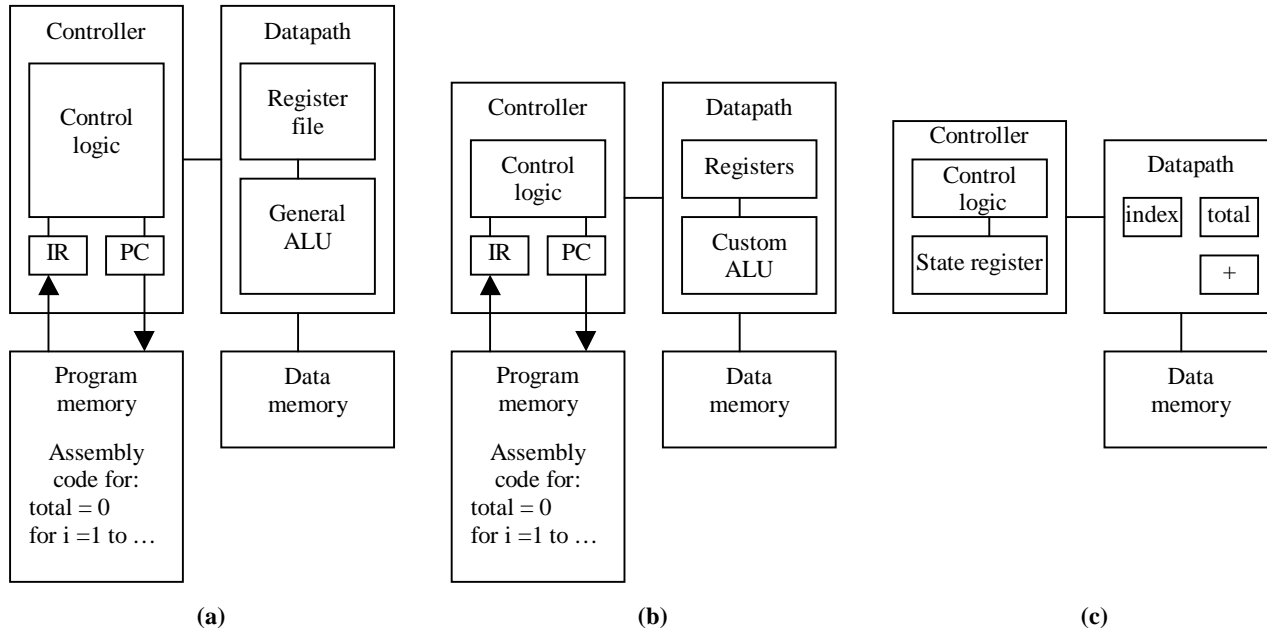 Controller
Control
logic
IR
PC
Datapath
Register
file
General
ALU
Program
memory
Assembly
code for:
total = 0
for i =1 to …
Data
memory
(a)
Controller
Control
logic
IR
PC
Datapath
Registers
Custom
ALU
Program
memory
Assembly
code for:
total = 0
for i =1 to …
Data
memory
(b)
Controller
Control
logic
State register
Datapath
index
total
+
Data
memory
(c)